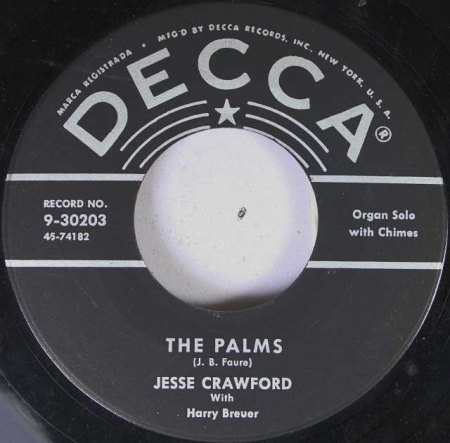 MARCA REGISTRADA • MFG'D BY DECCA RECORDS, INC., NEW YORK, U. S. A.
DECCA®
RECORD NO.
9-30203
45-74182
Organ Solo
with Chimes
THE PALMS
(J. B. Faure)
JESSE CRAWFORD
With
Harry Breuer